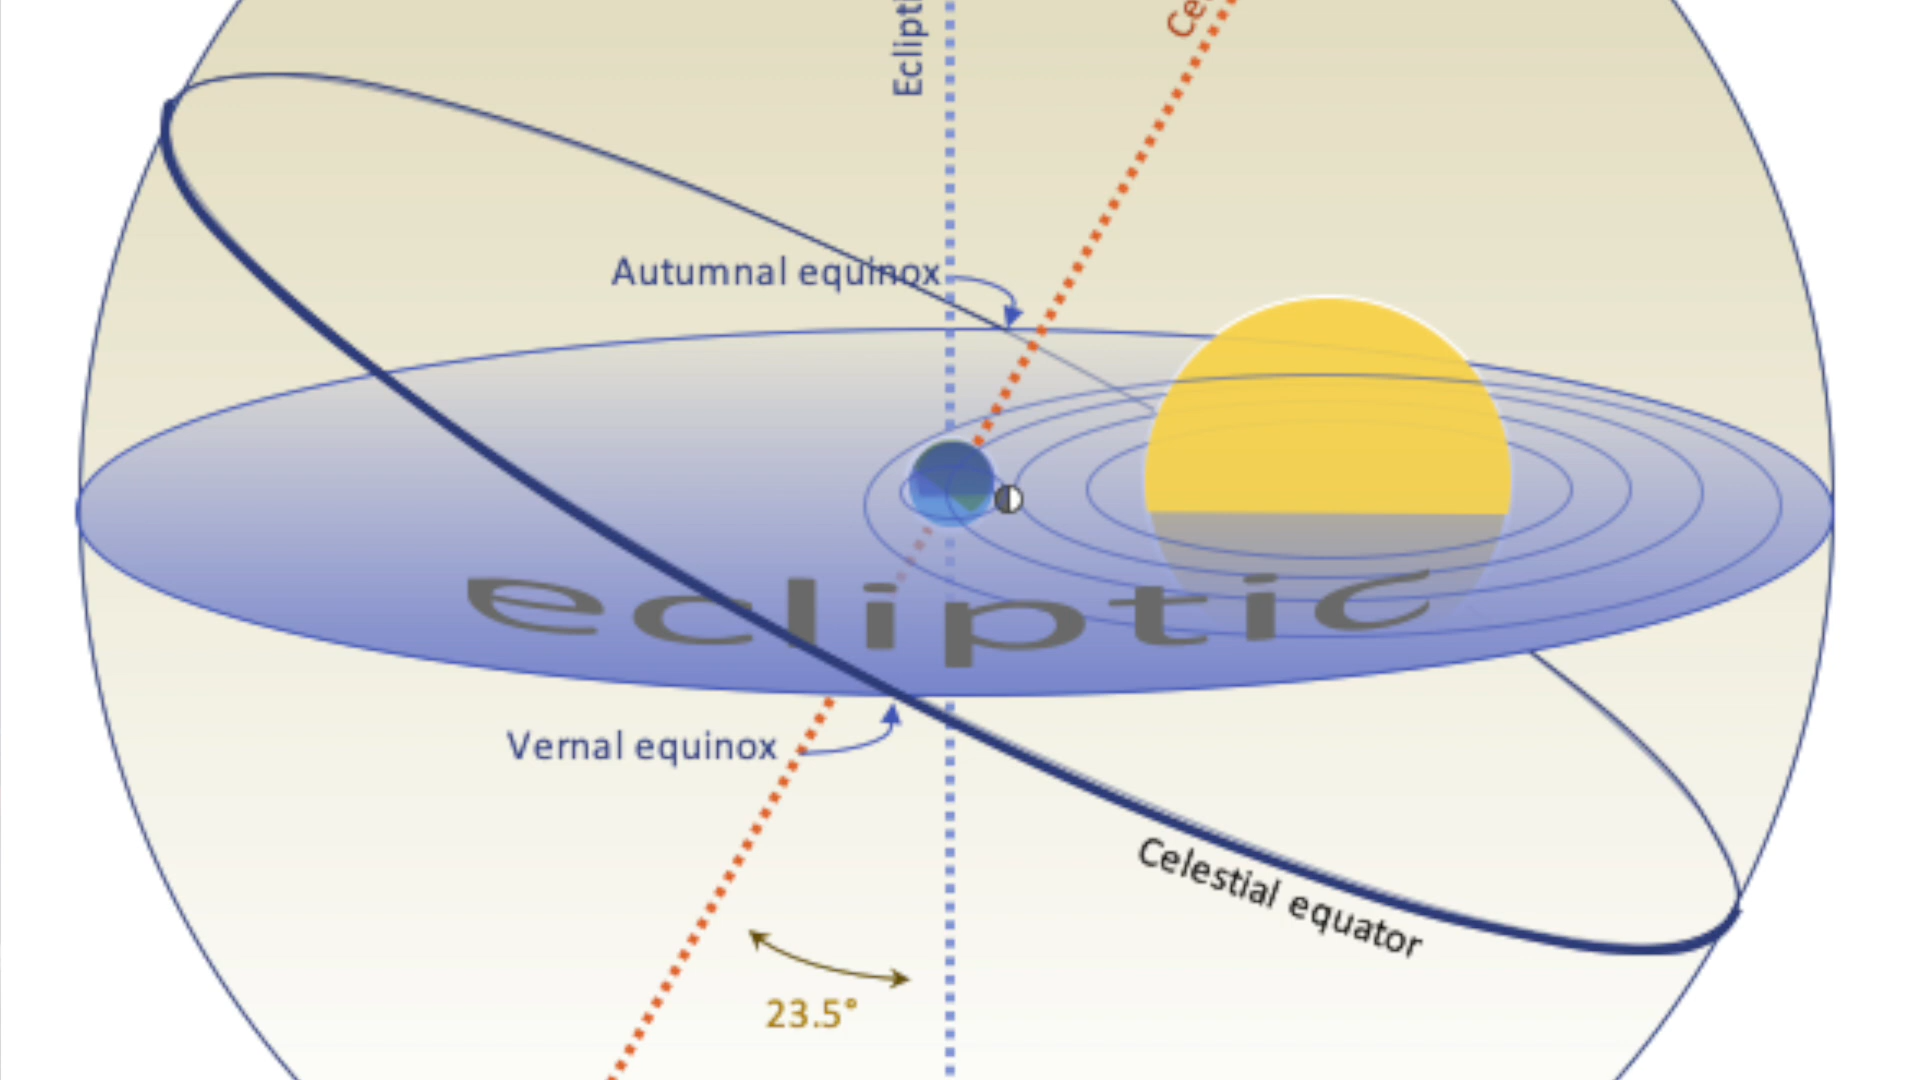 Autumnal equinox
ecliptic
Vernal equinox
Celestial equator
23.5°